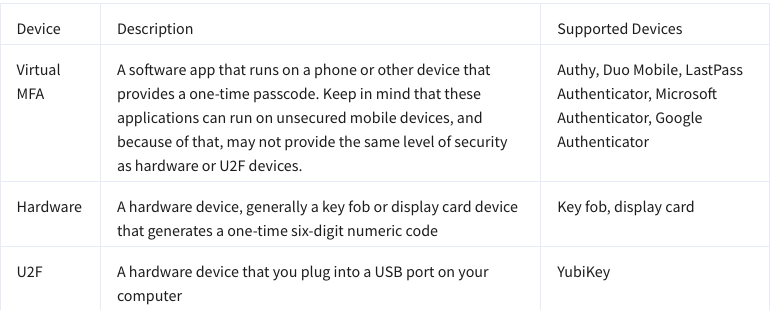 Device
Description
Supported Devices
Virtual
MFA
A software app that runs on a phone or other device that
provides a one-time passcode. Keep in mind that these
applications can run on unsecured mobile devices, and
because of that, may not provide the same level of security
as hardware or U2F devices.
Authy, Duo Mobile, LastPass
Authenticator, Microsoft
Authenticator, Google
Authenticator
Hardware
A hardware device, generally a key fob or display card device
that generates a one-time six-digit numeric code
Key fob, display card
U2F
A hardware device that you plug into a USB port on your
computer
YubiKey